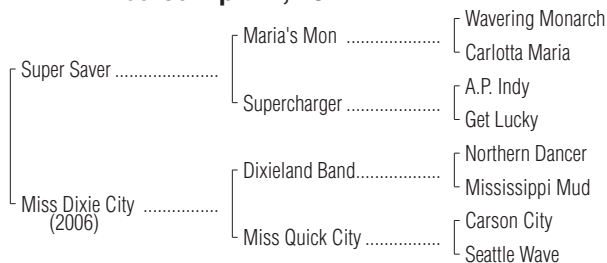 Wavering Monarch
Maria's Mon ....................
Carlotta Maria
Super Saver ......................
A.P. Indy
Supercharger ....................
Get Lucky
Northern Dancer
Dixieland Band..................
Mississippi Mud
Miss Dixie City ................
(2006)
Carson City
Miss Quick City ................
Seattle Wave